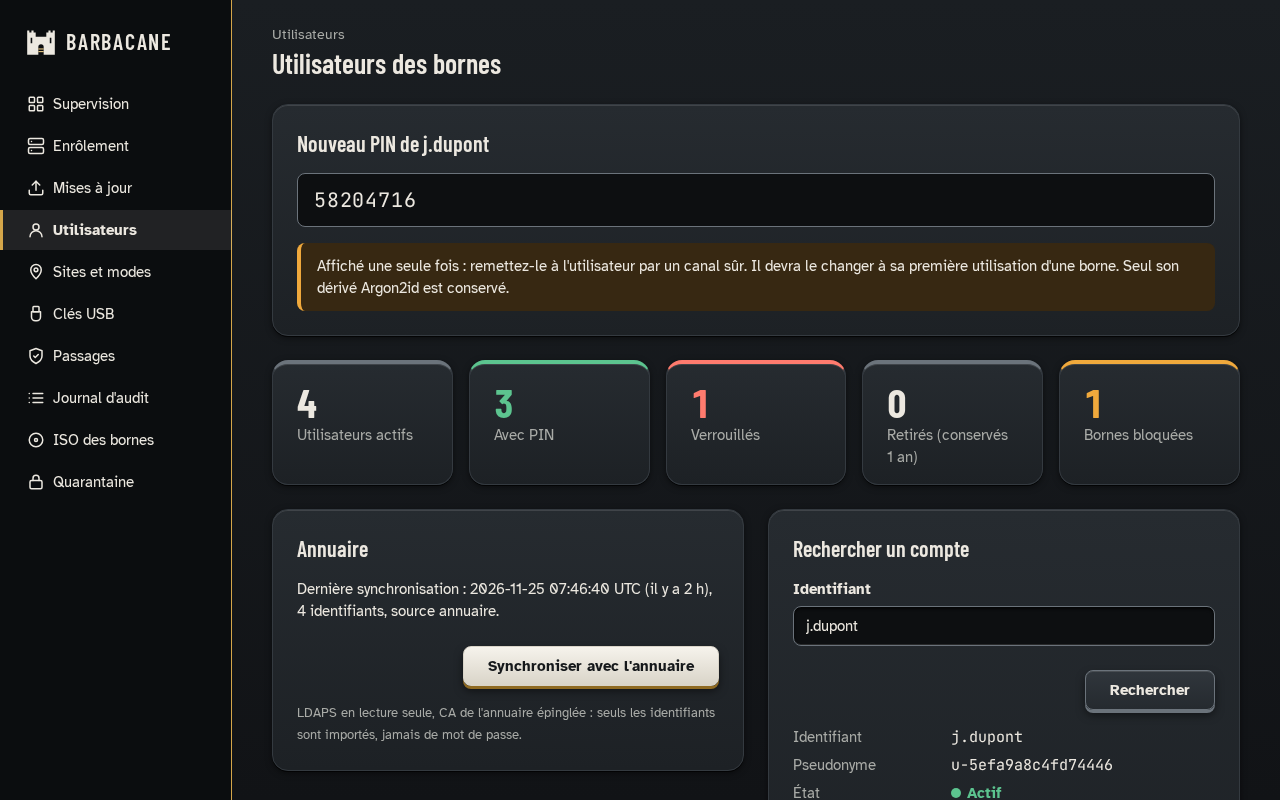 BARBACANE
Supervision
Enrôlement
Mises à jour
Utilisateurs
Sites et modes
Clés USB
Passages
Journal d'audit
ISO des bornes
Quarantaine
Utilisateurs
Utilisateurs des bornes
Nouveau PIN de j.dupont
58204716
Affiché une seule fois : remettez-le à l'utilisateur par un canal sûr. Il devra le changer à sa première utilisation d'une borne. Seul son
dérivé Argon2id est conservé.
4
Utilisateurs actifs
3
Avec PIN
1
Verrouillés
0
Retirés (conservés
1 an)
1
Bornes bloquées
Annuaire
Dernière synchronisation : 2026-11-25 07:46:40 UTC (il y a 2 h),
4 identifiants, source annuaire.
Synchroniser avec l'annuaire
LDAPS en lecture seule, CA de l'annuaire épinglée : seuls les identifiants
sont importés, jamais de mot de passe.
Rechercher un compte
Identifiant
j.dupont
Rechercher
Identifiant j.dupont
Pseudonyme u-5efa9a8c4fd74446
État Actif